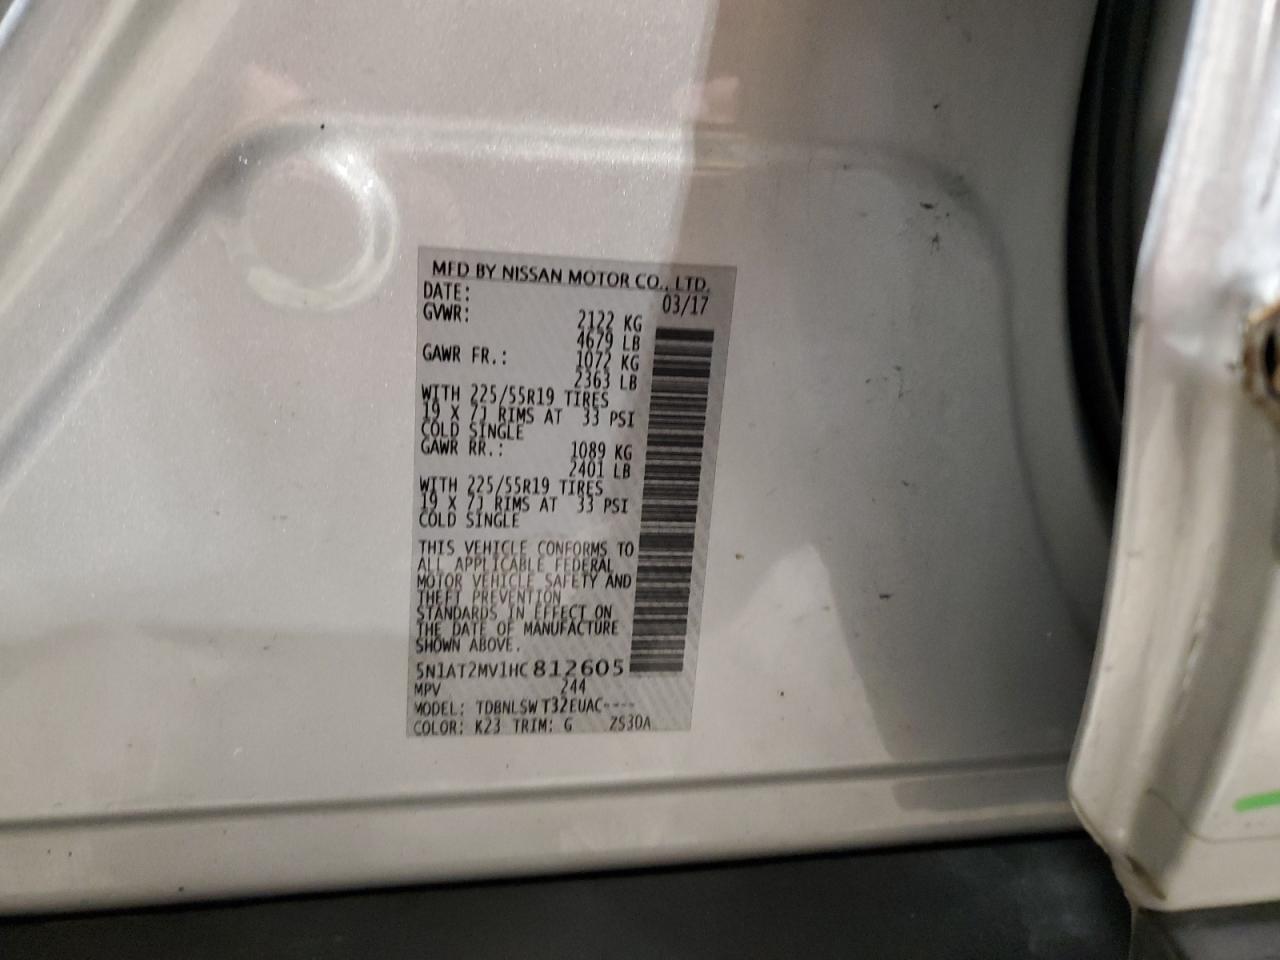 MFD BY NISSAN MOTOR CO., LTD.
DATE: 03/17
GVWR: 2122 KG
4679 LB
GAWR FR.: 1072 KG
2363 LB
WITH 225/55R19 TIRES
19 X 7J RIMS AT 33 PSI
COLD SINGLE
GAWR RR.: 1089 KG
2401 LB
WITH 225/55R19 TIRES
19 X 7J RIMS AT 33 PSI
COLD SINGLE
THIS VEHICLE CONFORMS TO
ALL APPLICABLE FEDERAL
MOTOR VEHICLE SAFETY AND
THEFT PREVENTION
STANDARDS IN EFFECT ON
THE DATE OF MANUFACTURE
SHOWN ABOVE.
5N1AT2MV1HC812605
MPV 244
MODEL: TDBNLSWT32EUAC----
COLOR: K23 TRIM: G ZS30A